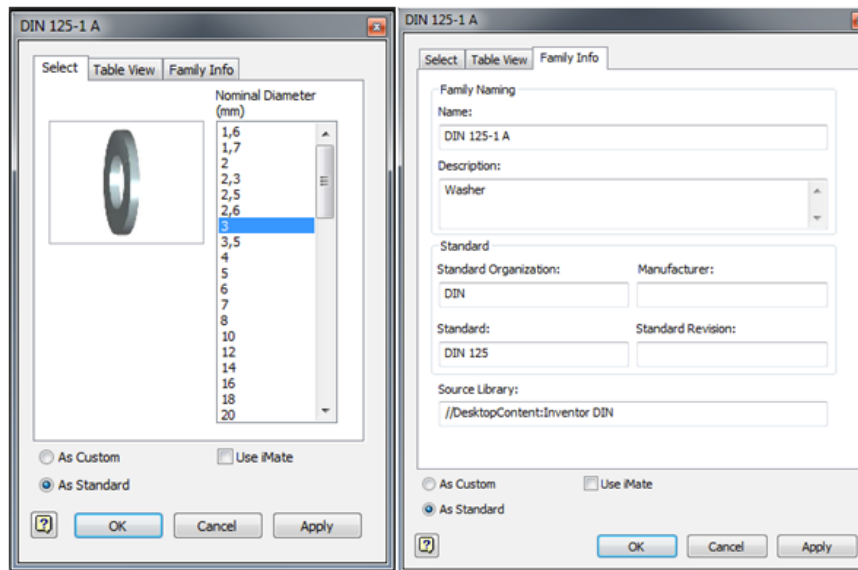 DIN 125-1 A
Select
Table View
Family Info
Nominal Diameter
(mm)
1,6
1,7
2
2,3
2,5
2,6
3
3,5
4
5
6
7
8
10
12
14
16
18
20
As Custom
Use iMate
As Standard
OK
Cancel
Apply
DIN 125-1 A
Select
Table View
Family Info
Family Naming
Name:
DIN 125-1 A
Description:
Washer
Standard
Standard Organization:
Manufacturer:
DIN
Standard:
Standard Revision:
DIN 125
Source Library:
//DesktopContent:Inventor DIN
As Custom
Use iMate
As Standard
OK
Cancel
Apply